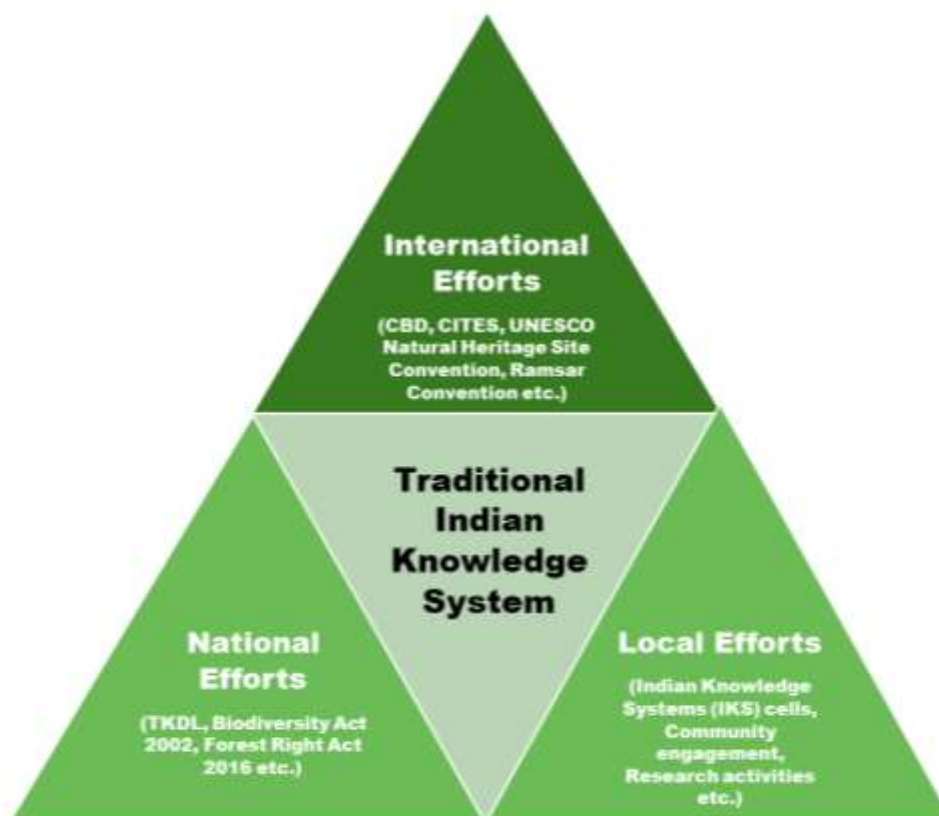 International
Efforts
(CBD, CITES, UNESCO
Natural Heritage Site
Convention, Ramsar
Convention etc.)
Traditional
Indian
Knowledge
System
National
Efforts
(TKDL, Biodiversity Act
2002, Forest Right Act
2016 etc.)
Local Efforts
(Indian Knowledge
Systems (IKS) cells,
Community
engagement,
Research activities
etc.)